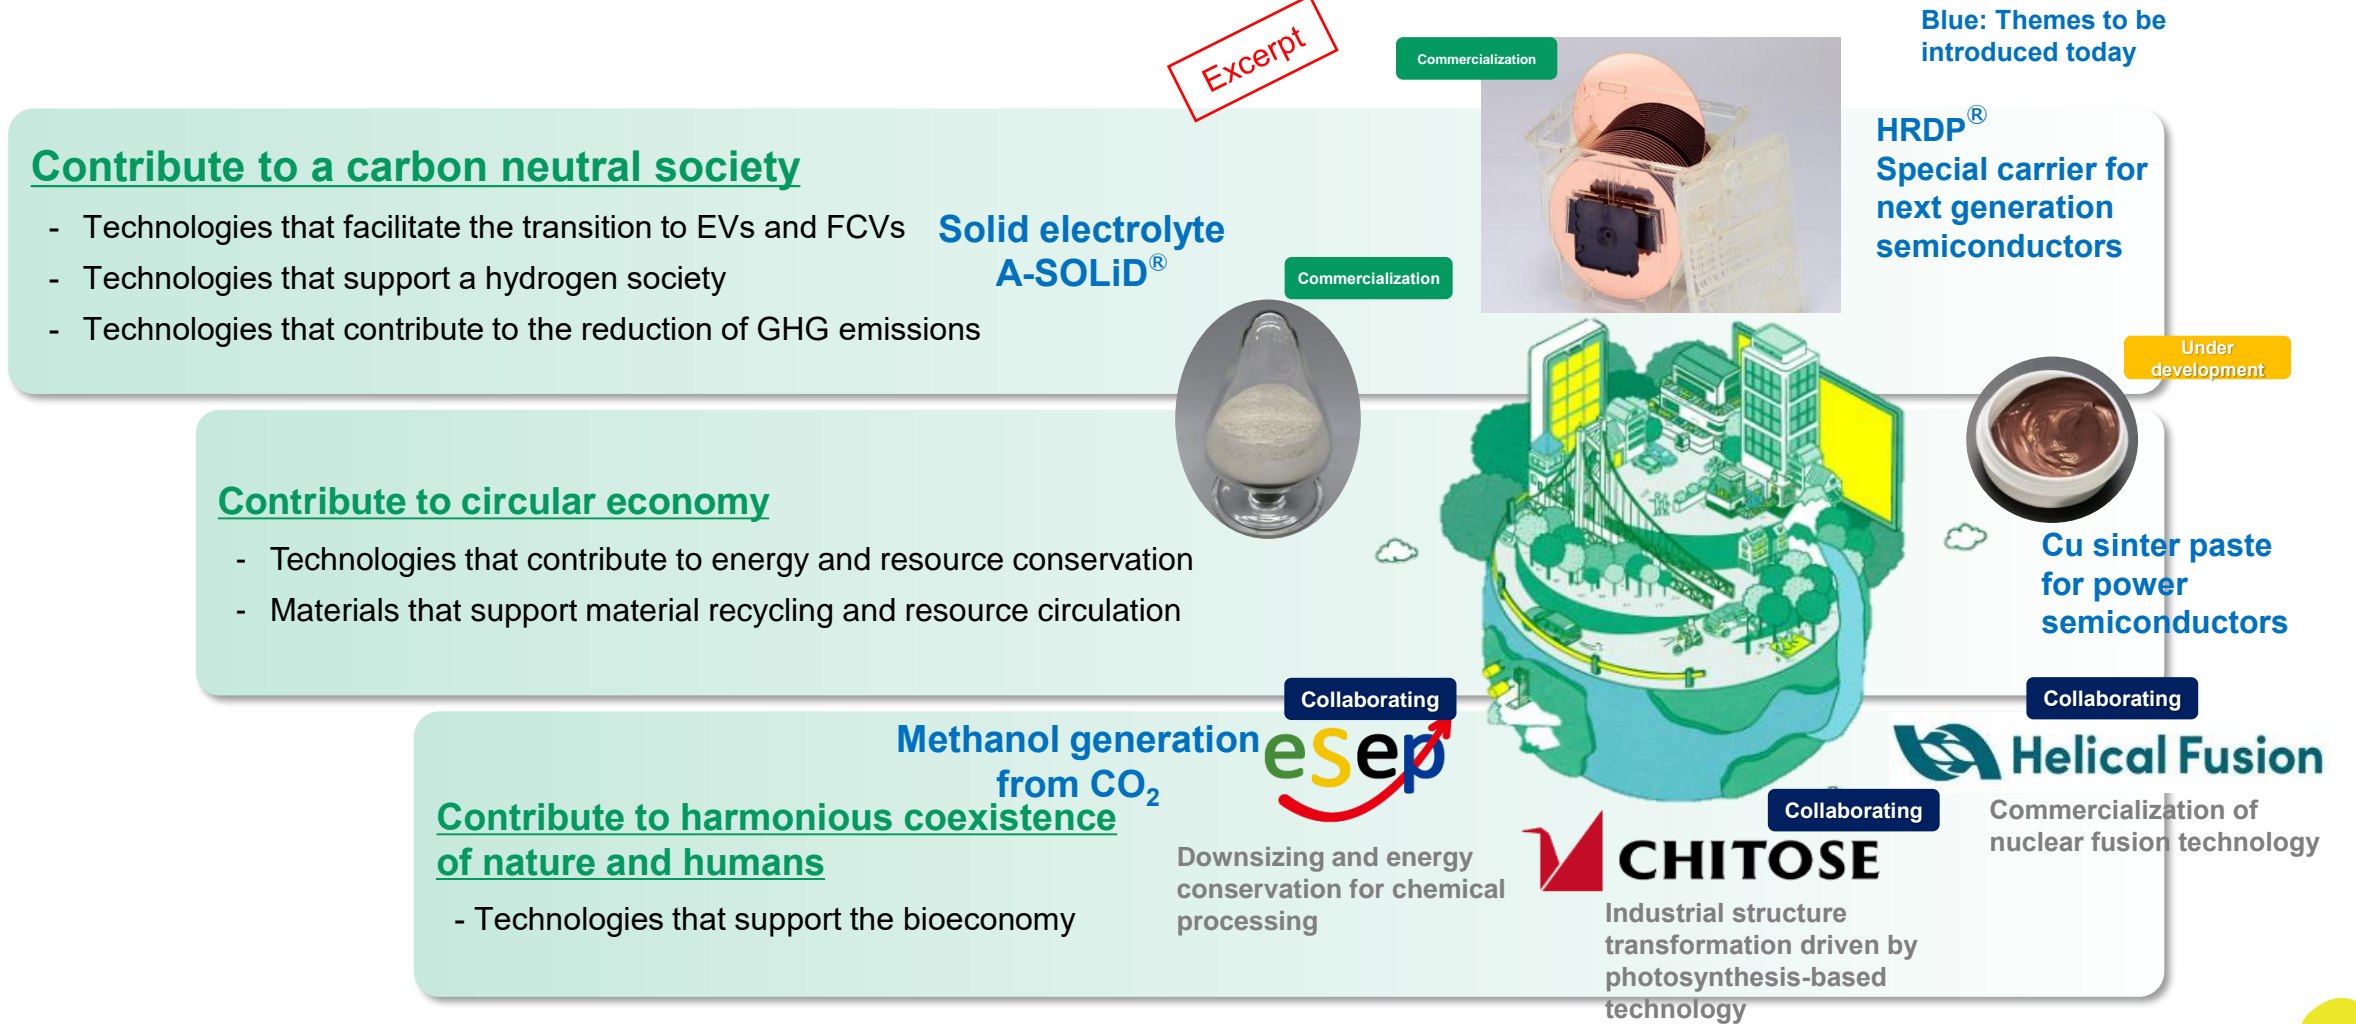 Excerpt
Commercialization
Blue: Themes to be
introduced today
Contribute to a carbon neutral society
- Technologies that facilitate the transition to EVs and FCVs
- Technologies that support a hydrogen society
- Technologies that contribute to the reduction of GHG emissions
Solid electrolyte
A-SOLiD®
Commercialization
HRDP®
Special carrier for
next generation
semiconductors
Under
development
Contribute to circular economy
- Technologies that contribute to energy and resource conservation
- Materials that support material recycling and resource circulation
Cu sinter paste
for power
semiconductors
Methanol generation
from CO₂
Collaborating
eSep
Downsizing and energy
conservation for chemical
processing
Collaborating
Helical Fusion
Commercialization of
nuclear fusion technology
Collaborating
CHITOSE
Industrial structure
transformation driven by
photosynthesis-based
technology
Contribute to harmonious coexistence
of nature and humans
- Technologies that support the bioeconomy